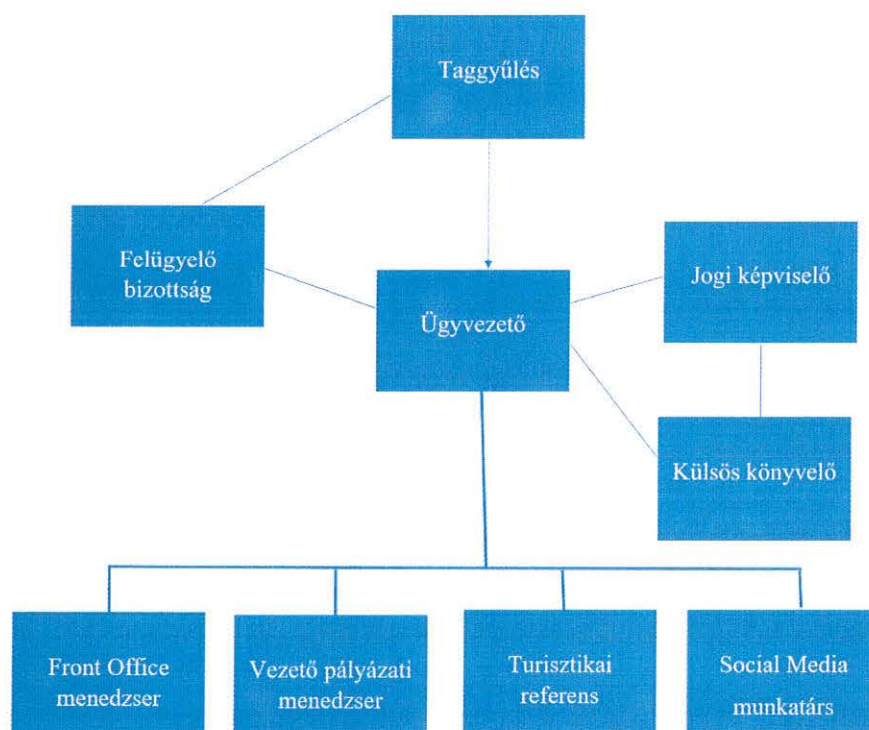 Taggyűlés
Felügyelő
bizottság
Ügyvezető
Jogi képviselő
Külsös könyvelő
Front Office
menedzser
Vezető pályázati
menedzser
Turisztikai
referens
Social Media
munkatárs